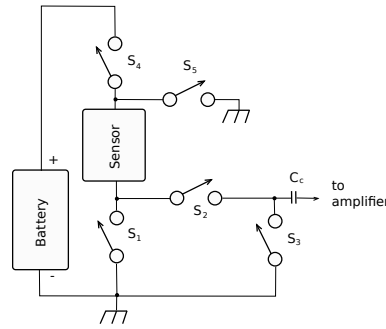 S4
S5
+
Sensor
Battery
Cc
to
amplifier
S2
S1
S3
-